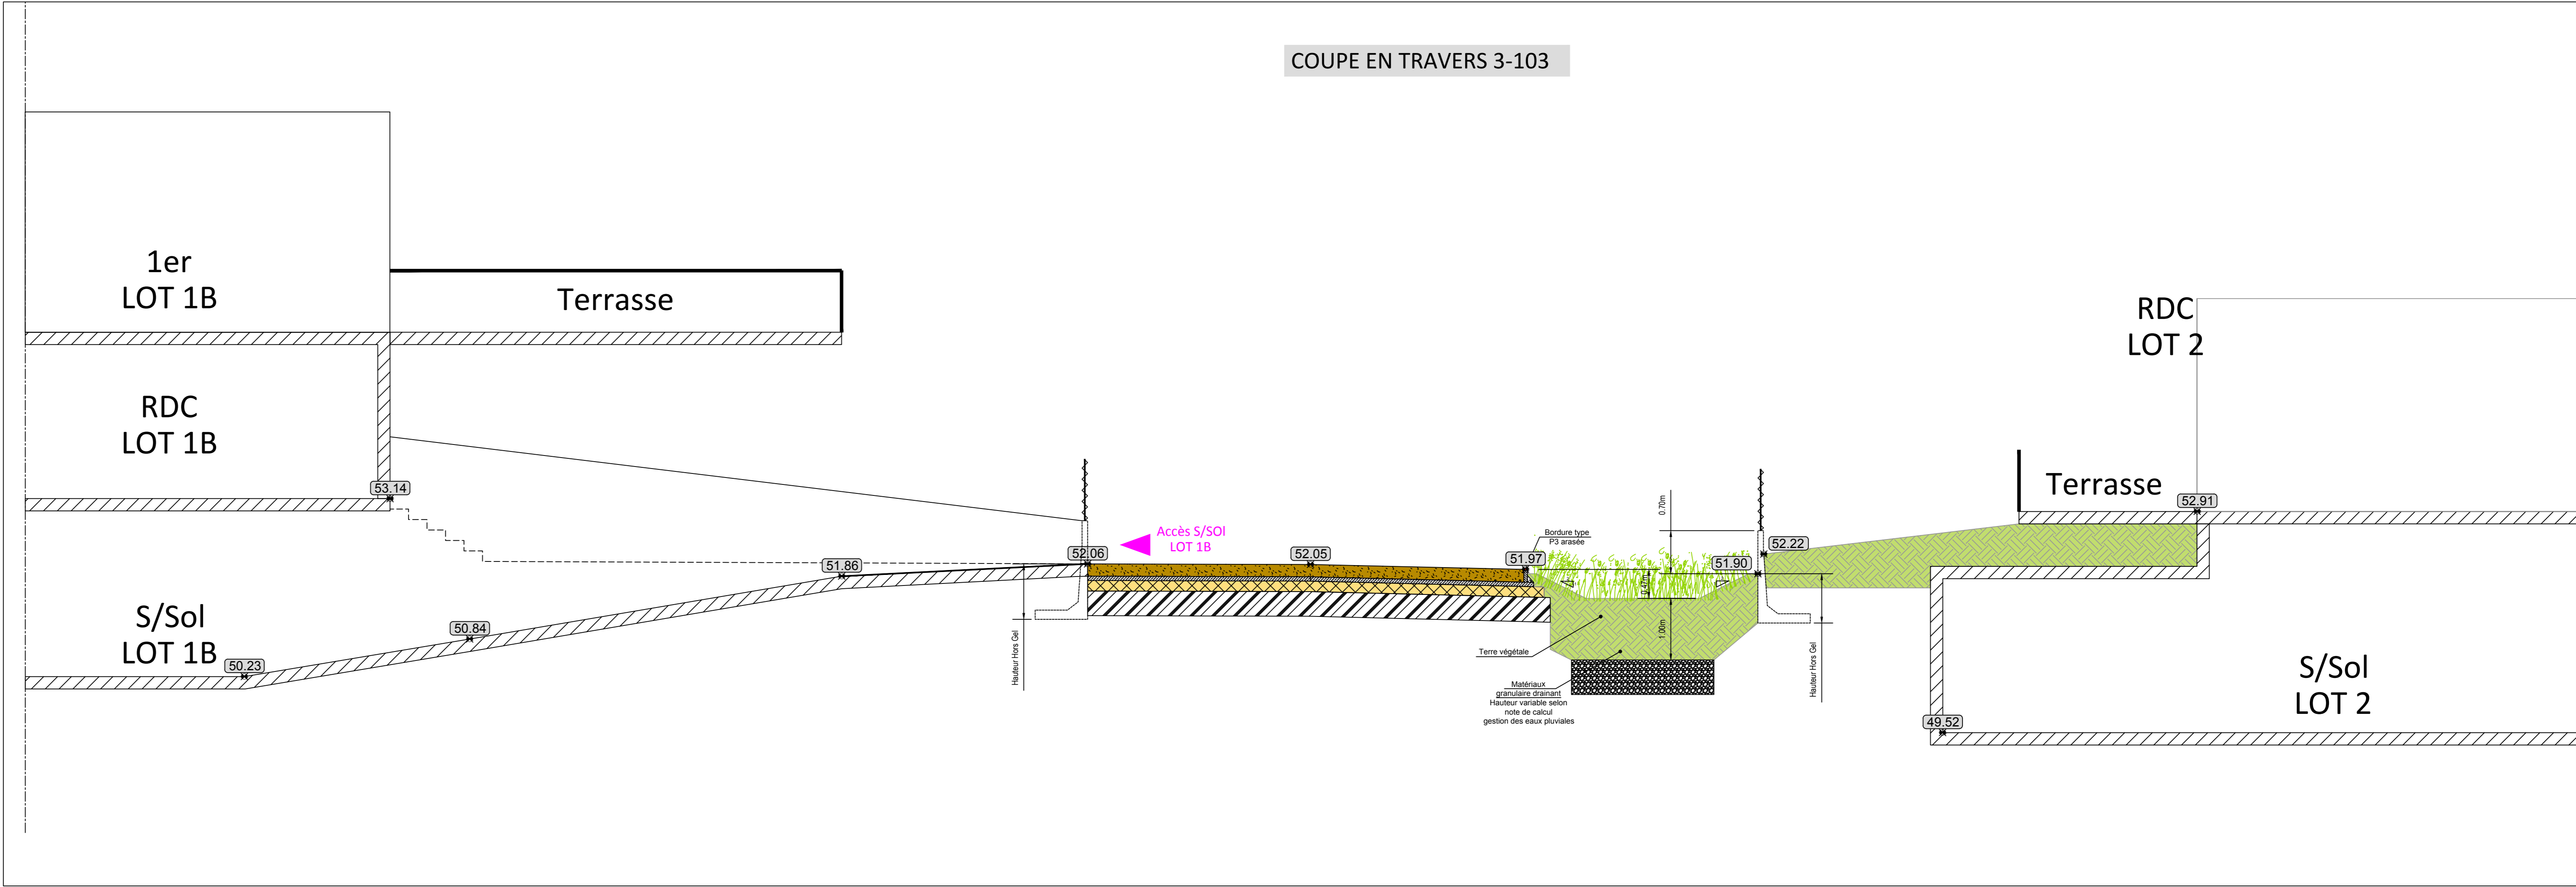 COUPE EN TRAVERS 3-103
1er
LOT 1B
Terrasse
RDC
LOT 1B
53.14
S/Sol
LOT 1B
50.23
50.84
51.86
Hauteur Hors Gel
52.06
Accès S/SOl
LOT 1B
52.05
51.97
Bordure type
P3 arasée
0.47m
0.70m
51.90
52.22
1.00m
Terre végétale
Matériaux
granulaire drainant
Hauteur variable selon
note de calcul
gestion des eaux pluviales
Hauteur Hors Gel
RDC
LOT 2
Terrasse
52.91
49.52
S/Sol
LOT 2